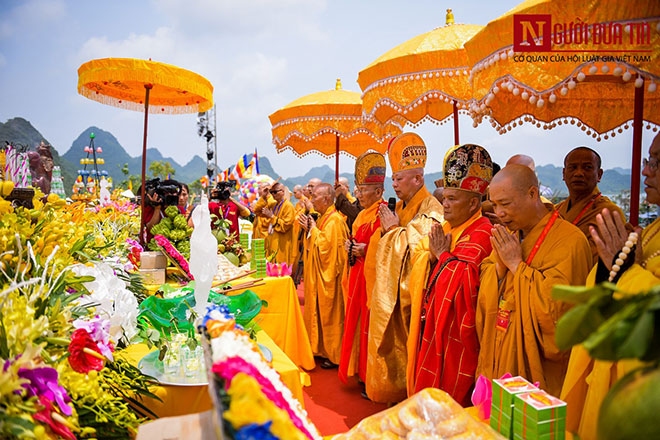 NGƯỜI ĐƯA TIN
CƠ QUAN CỦA HỘI LUẬT GIA VIỆT NAM